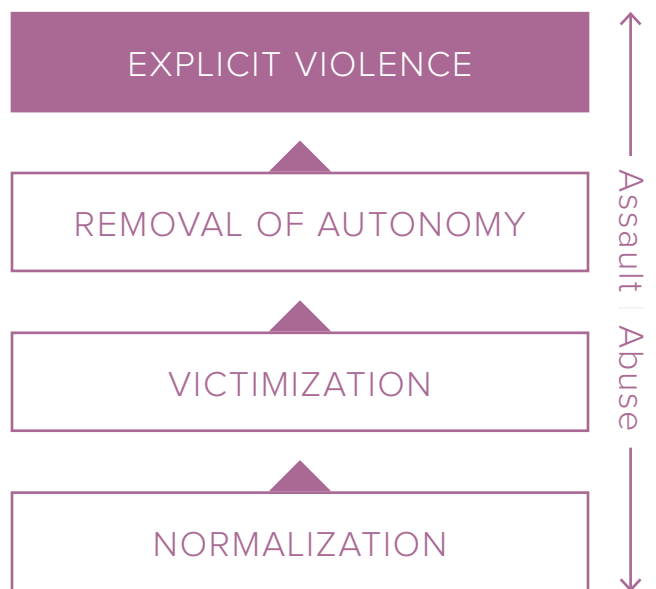 EXPLICIT VIOLENCE
REMOVAL OF AUTONOMY
VICTIMIZATION
NORMALIZATION
Assault | Abuse